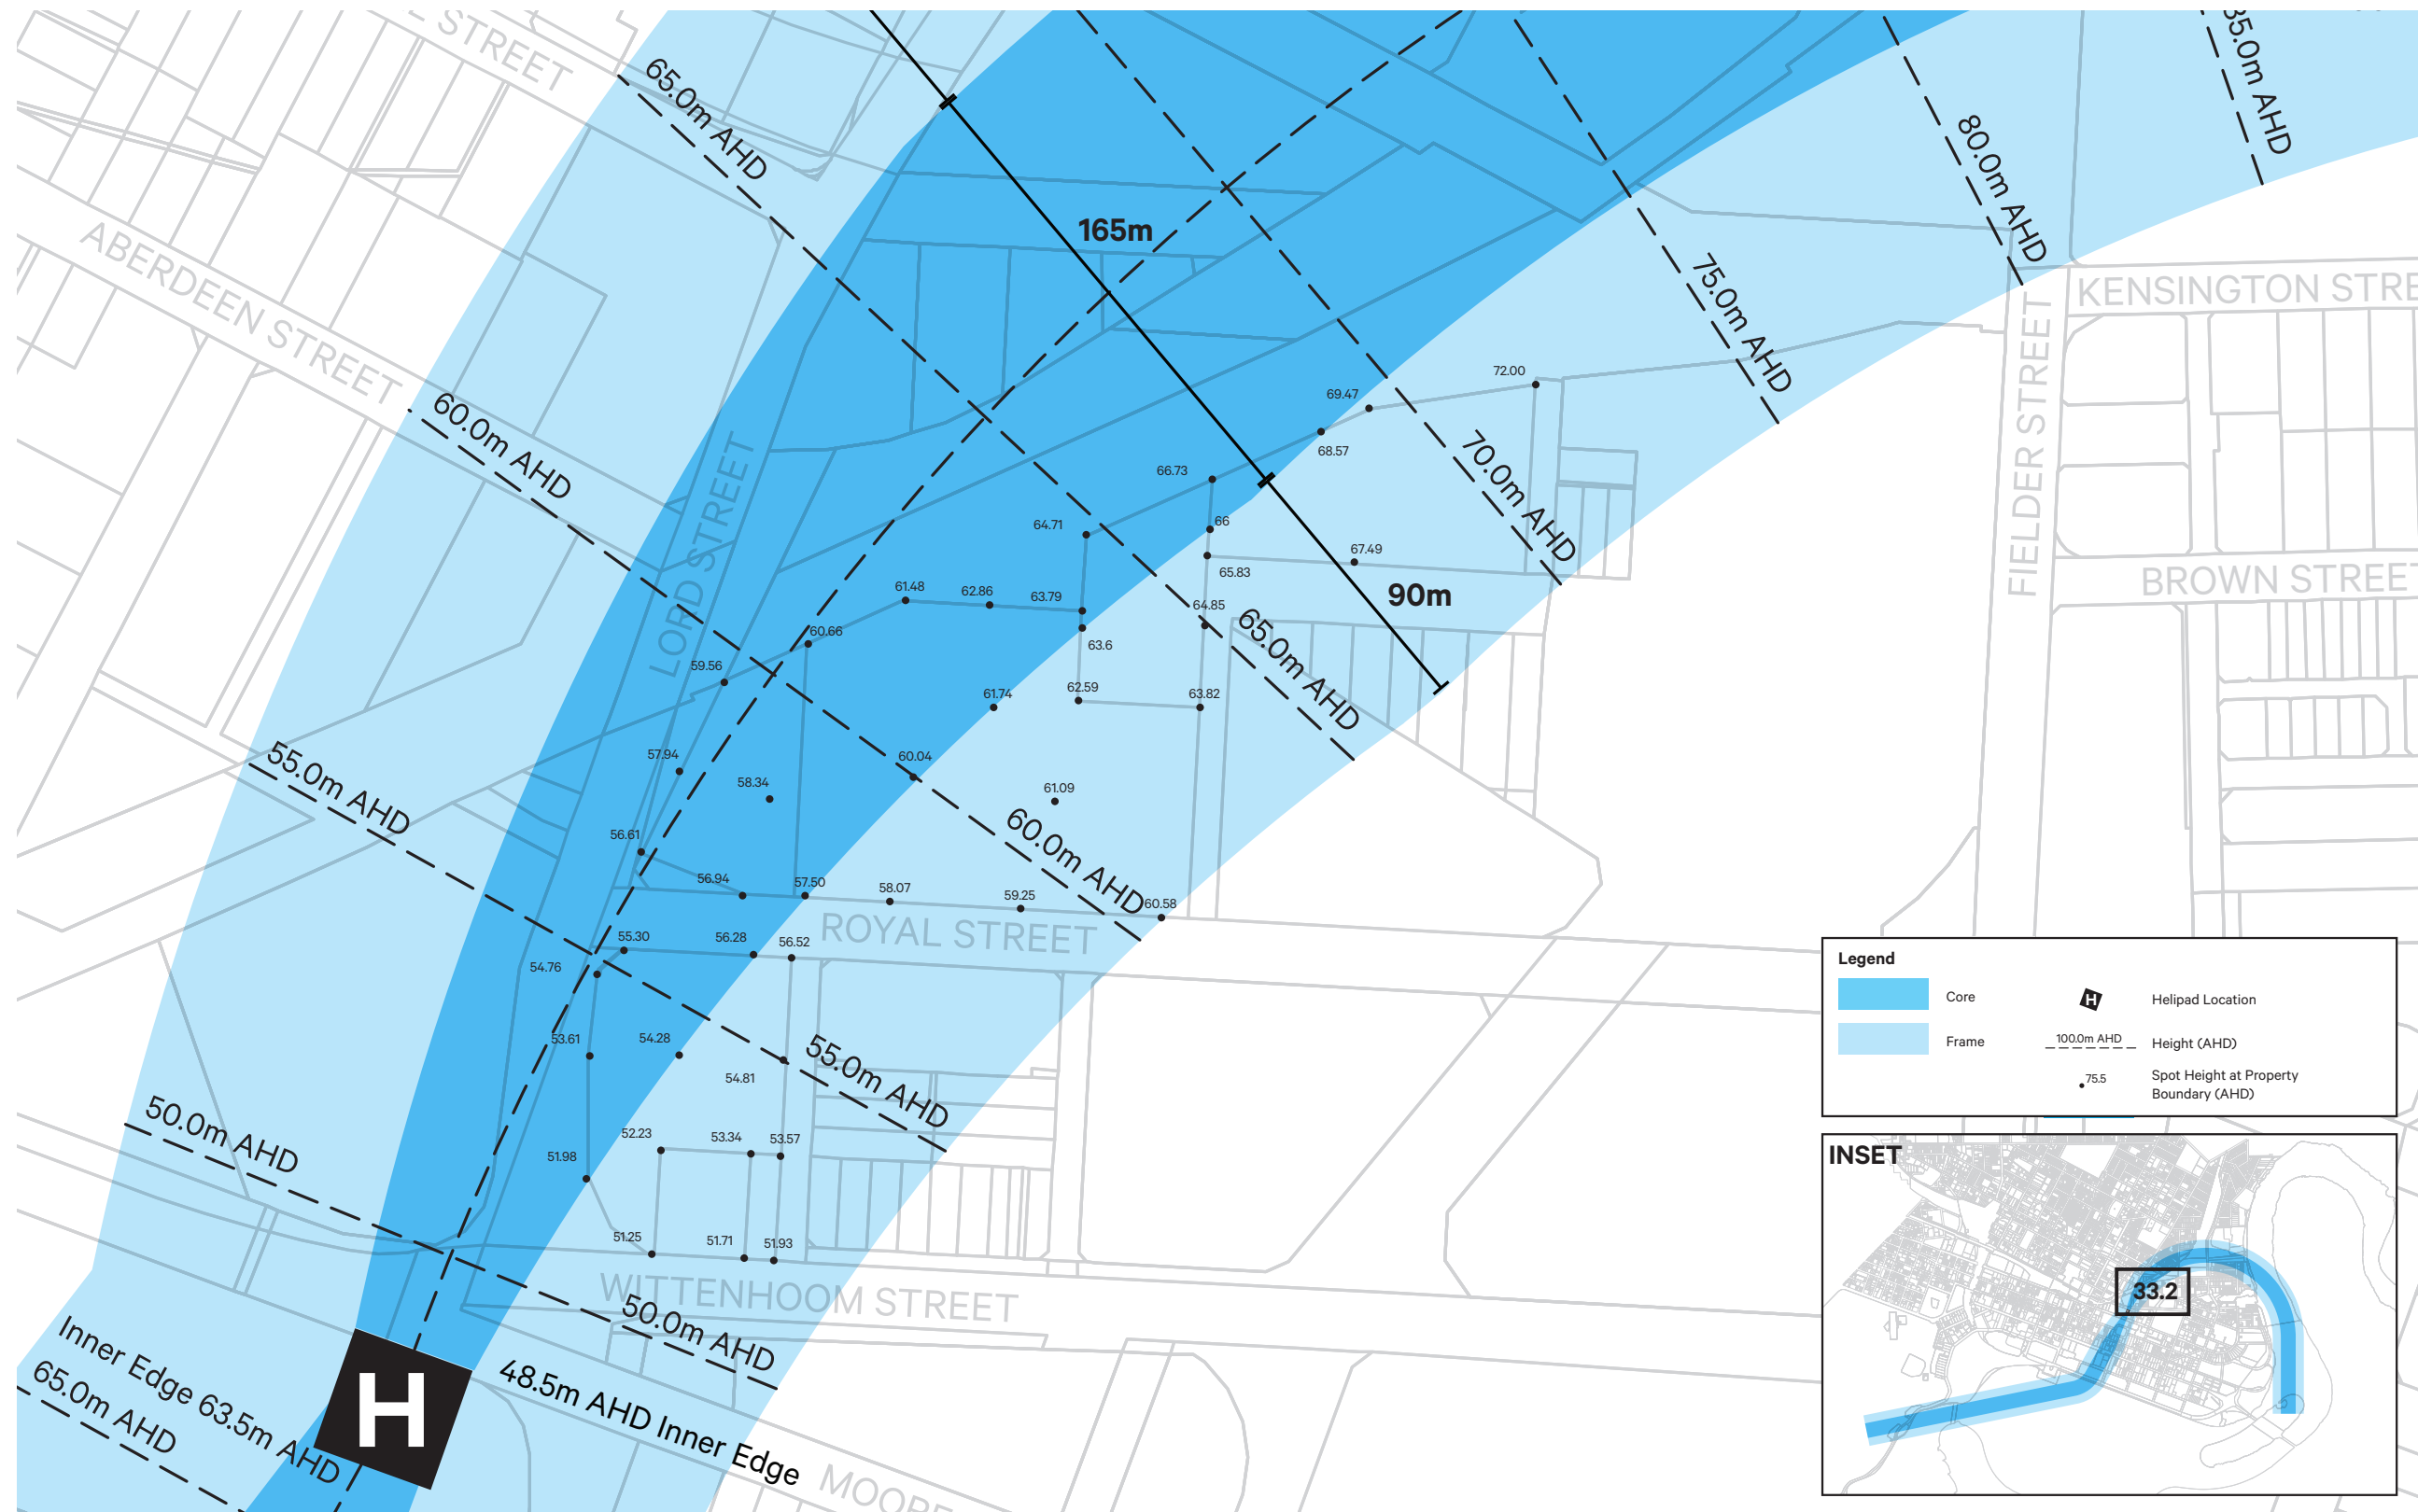 STREET
65.0m AHD
85.0m AHD
80.0m AHD
165m
ABERDEEN STREET
75.0m AHD
KENSINGTON STRE
72.00
69.47
60.0m AHD
68.57
70.0m AHD
FIELDER STREET
66.73
LORD STREET
64.71
66
67.49
65.83
BROWN STREET
61.48
62.86
63.79
64.85
90m
60.66
63.6
65.0m AHD
59.56
62.59
63.82
61.74
57.94
60.04
58.34
61.09
55.0m AHD
56.61
60.0m AHD
56.94
57.50
58.07
59.25
60.58
ROYAL STREET
55.30
56.28
56.52
54.76
53.61
54.28
54.81
55.0m AHD
50.0m AHD
52.23
53.34
53.57
51.98
51.25
51.71
51.93
WITTENHOOM STREET
50.0m AHD
48.5m AHD Inner Edge
Inner Edge 63.5m AHD
65.0m AHD
H
MOORE
Legend
Core
H
Helipad Location
Frame
100.0m AHD
Height (AHD)
75.5
Spot Height at Property
Boundary (AHD)
INSET
33.2